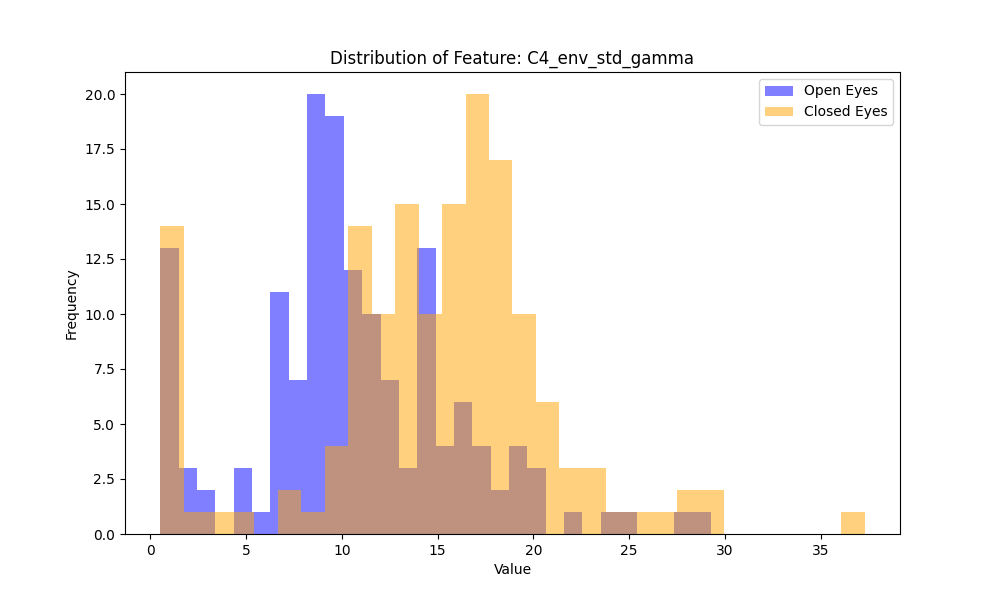 Distribution of Feature: C4_env_std_gamma
Open Eyes
Closed Eyes
20.0
17.5
15.0
12.5
10.0
7.5
5.0
2.5
0.0
Frequency
0 5 10 15 20 25 30 35
Value